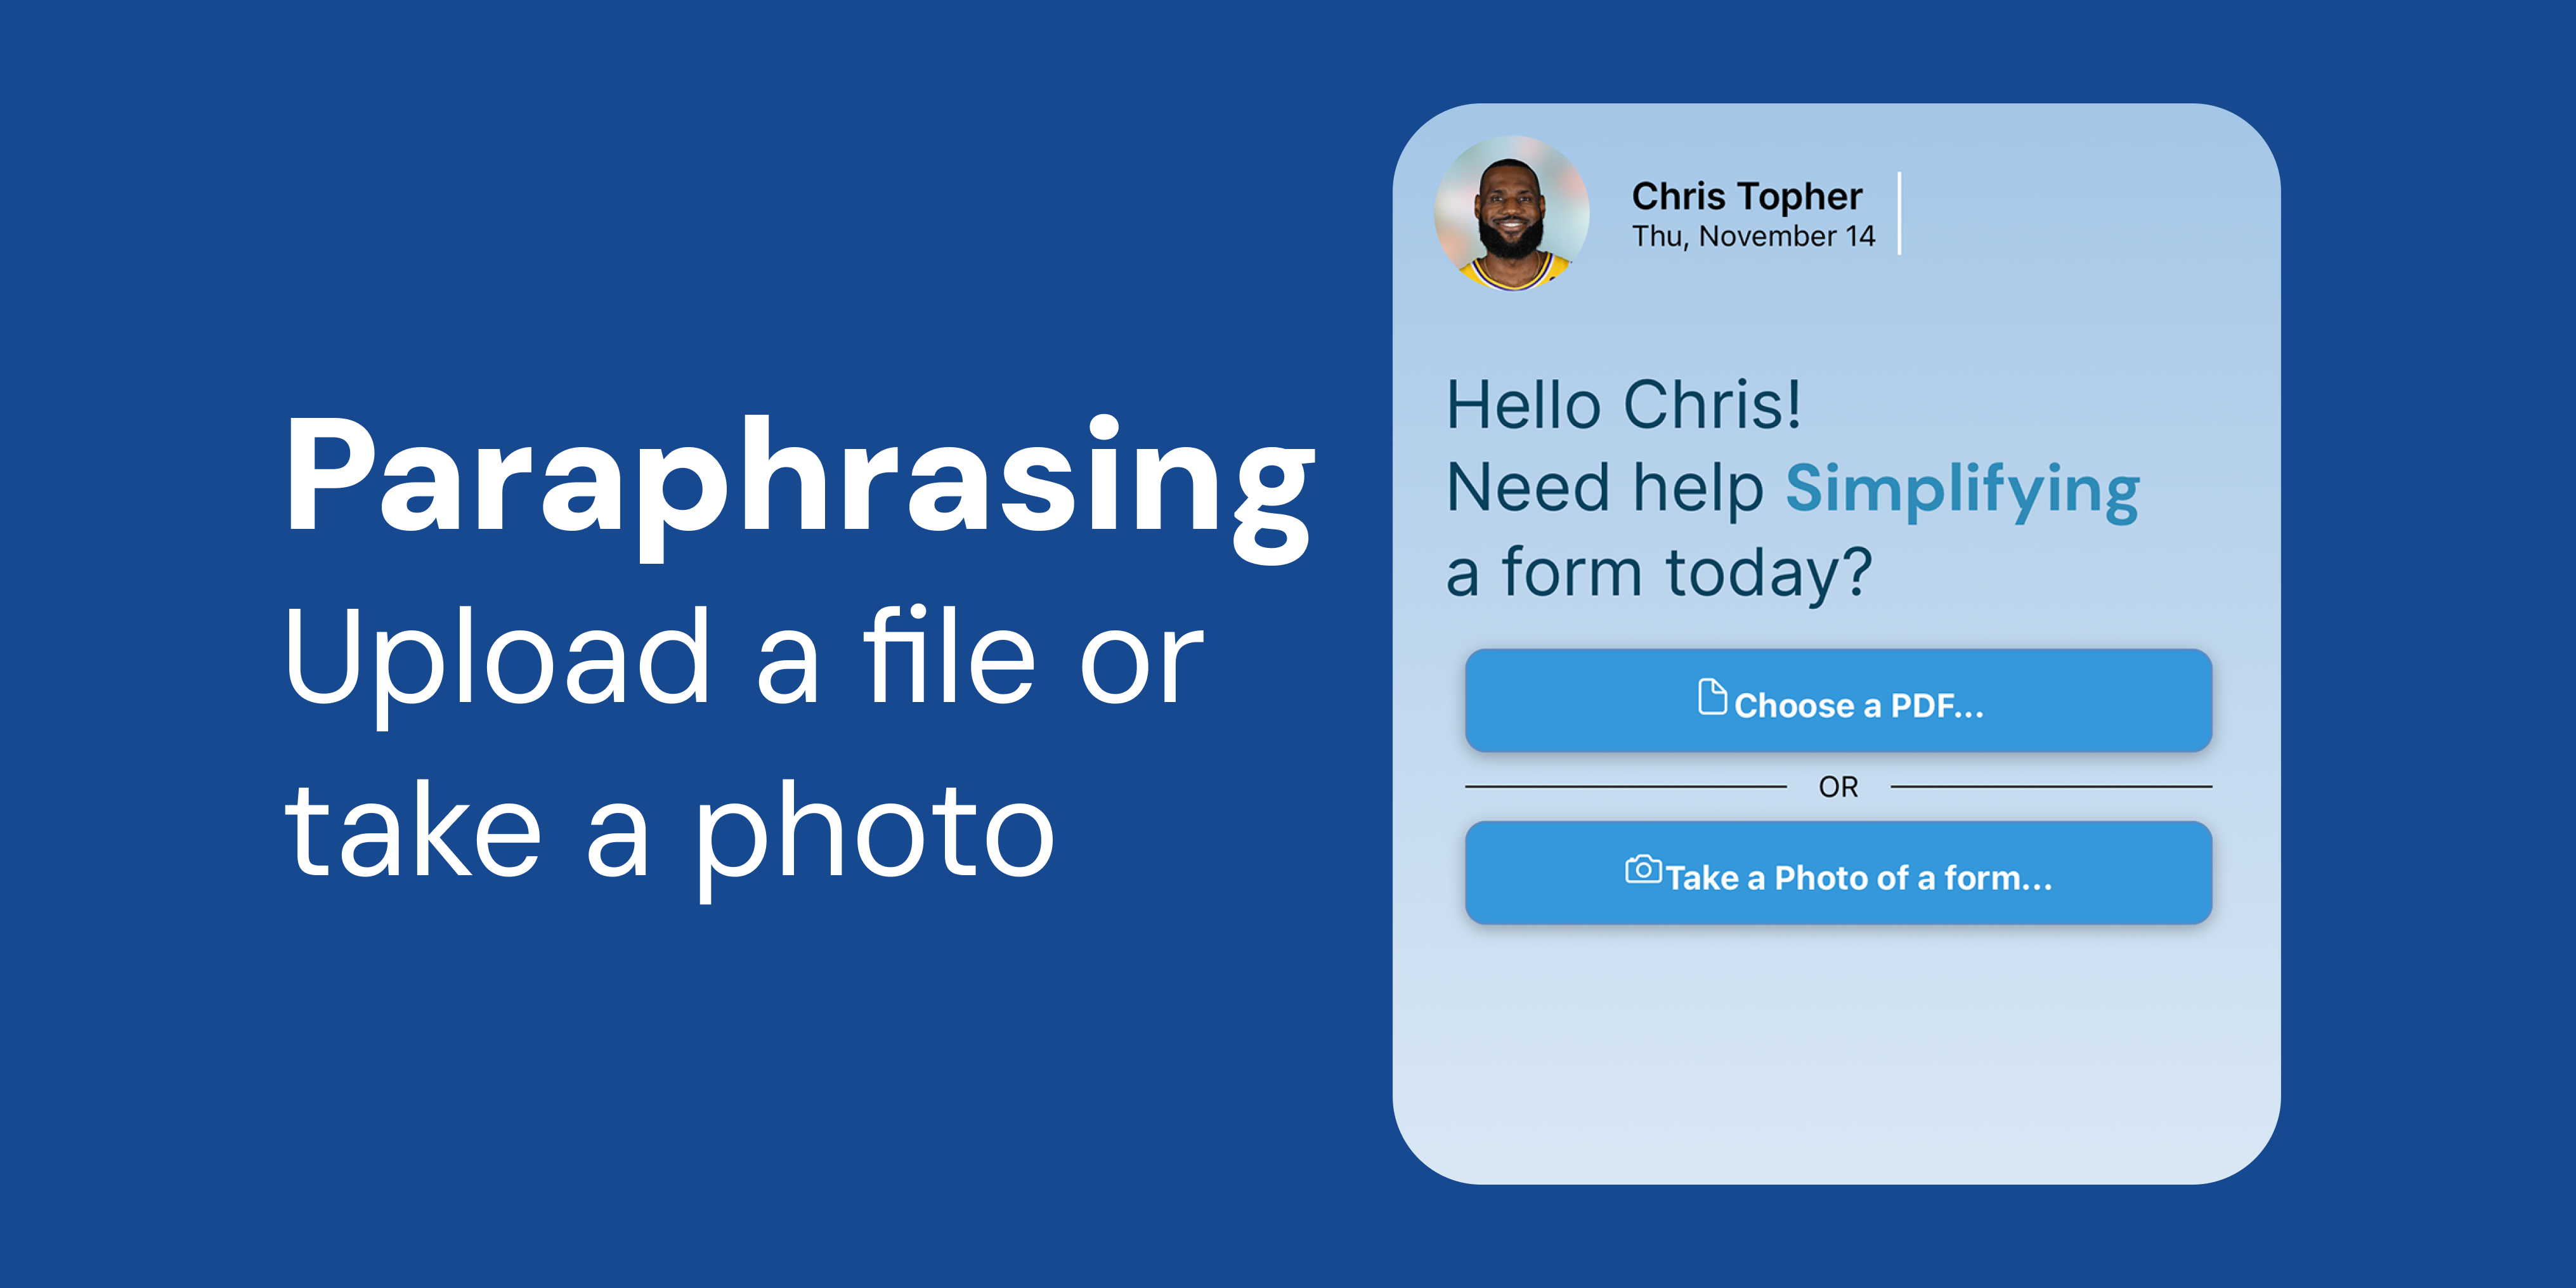 Paraphrasing
Upload a file or
take a photo
Chris Topher
Thu, November 14
Hello Chris!
Need help Simplifying
a form today?
Choose a PDF...
OR
Take a Photo of a form...